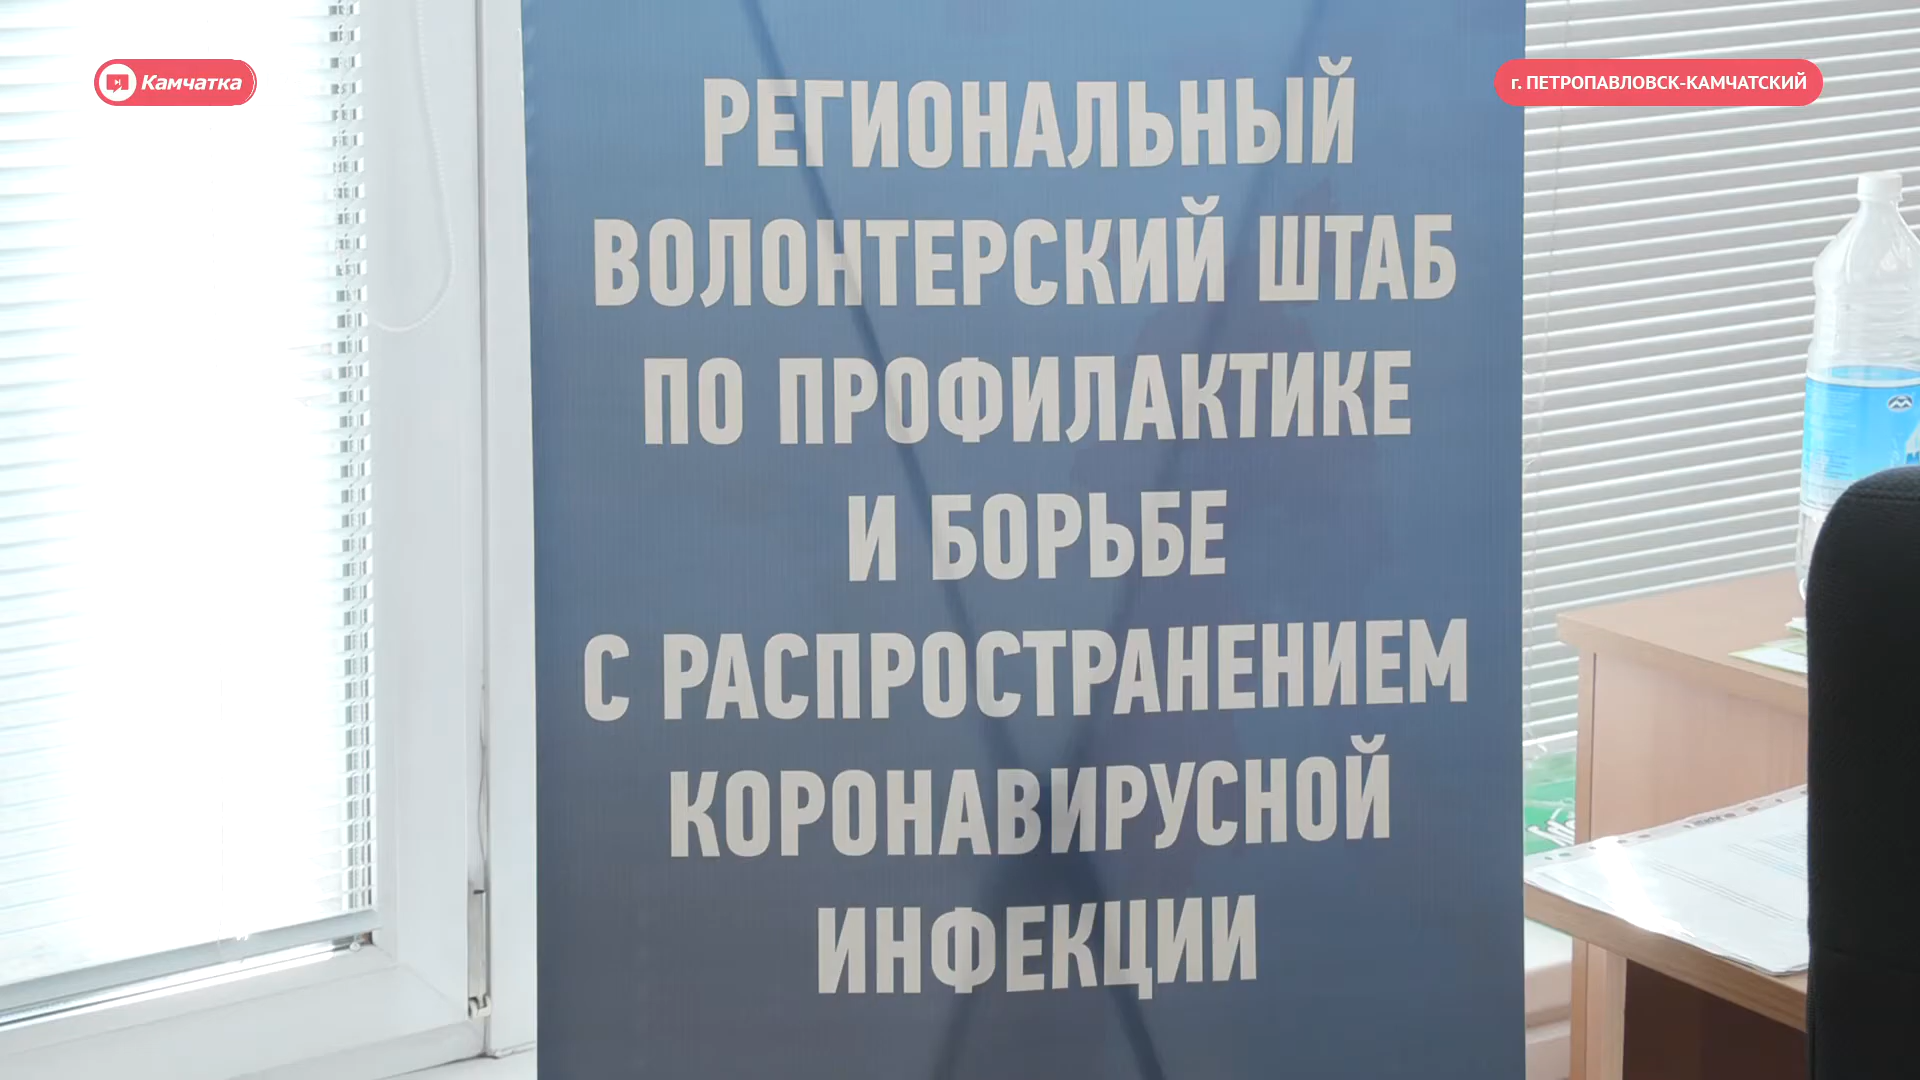 Камчатка
г. ПЕТРОПАВЛОВСК-КАМЧАТСКИЙ
РЕГИОНАЛЬНЫЙ
ВОЛОНТЕРСКИЙ ШТАБ
ПО ПРОФИЛАКТИКЕ
И БОРЬБЕ
С РАСПРОСТРАНЕНИЕМ
КОРОНАВИРУСНОЙ
ИНФЕКЦИИ